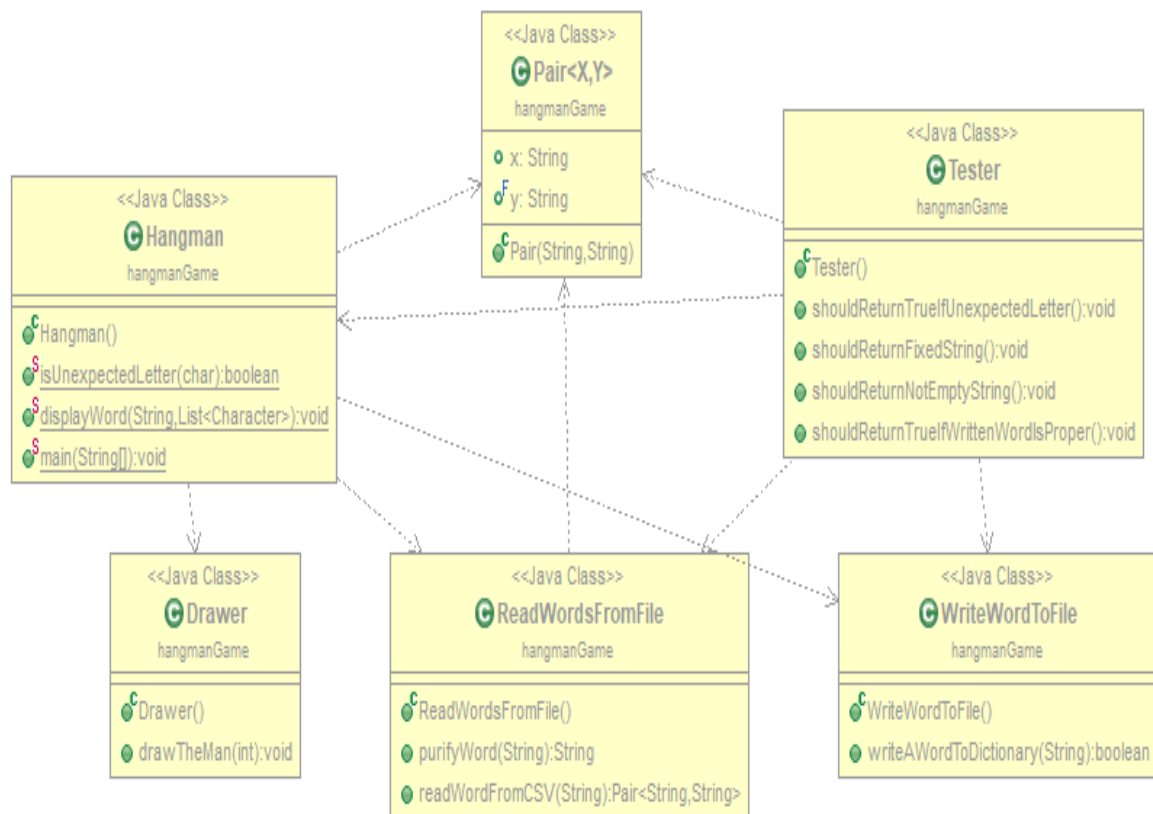 <<Java Class>>
Pair<X,Y>
hangmanGame
x: String
y: String
Pair(String,String)
<<Java Class>>
Tester
hangmanGame
Tester()
shouldReturnTrueIfUnexpectedLetter():void
shouldReturnFixedString():void
shouldReturnNotEmptyString():void
shouldReturnTrueIfWrittenWordIsProper():void
<<Java Class>>
Hangman
hangmanGame
Hangman()
isUnexpectedLetter(char):boolean
displayWord(String,List<Character>):void
main(String[]):void
<<Java Class>>
Drawer
hangmanGame
Drawer()
drawTheMan(int):void
<<Java Class>>
ReadWordsFromFile
hangmanGame
ReadWordsFromFile()
purifyWord(String):String
readWordFromCSV(String):Pair<String,String>
<<Java Class>>
WriteWordToFile
hangmanGame
WriteWordToFile()
writeAWordToDictionary(String):boolean